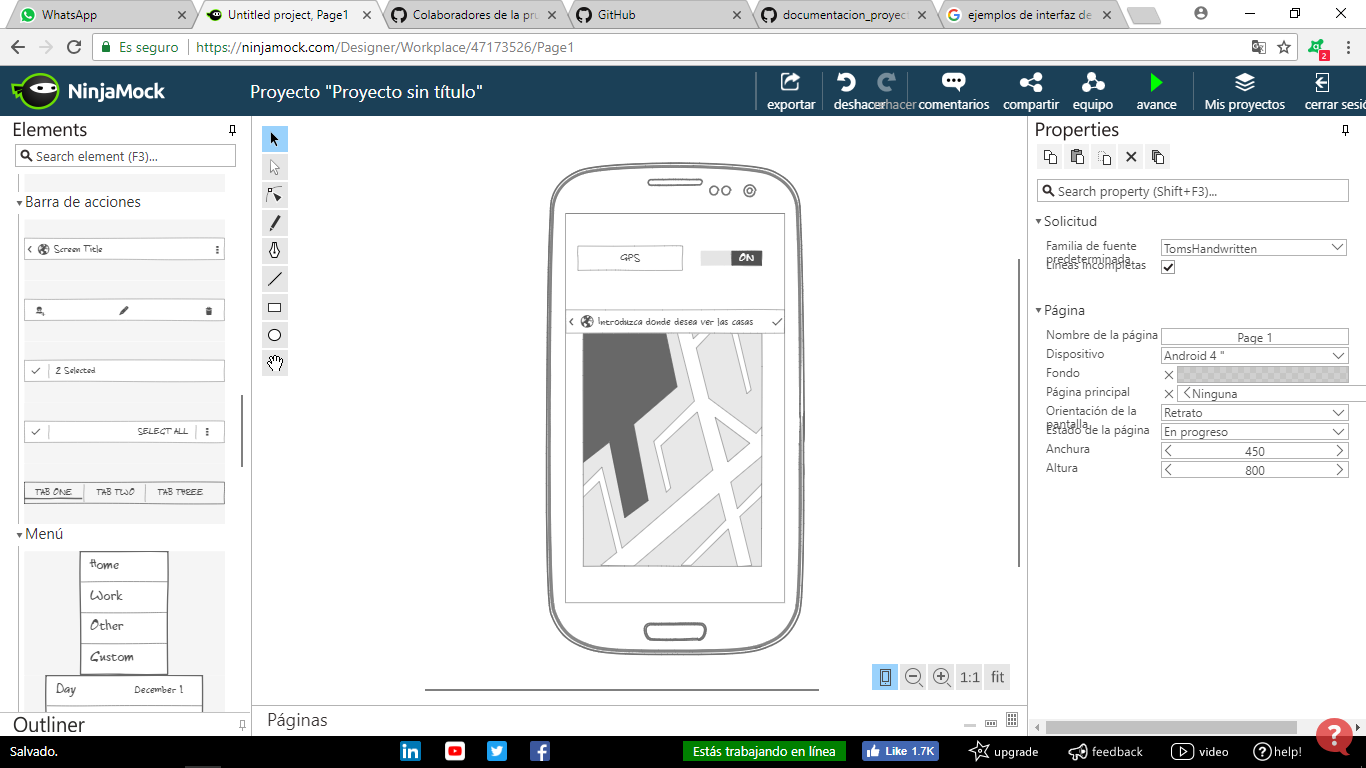 WhatsApp
Untitled project, Page1
Colaboradores de la pru
GitHub
documentacion_proyect
ejemplos de interfaz de
Es seguro
https://ninjamock.com/Designer/Workplace/47173526/Page1
2
NinjaMock
Proyecto "Proyecto sin título"
exportar
deshacer
hacer
comentarios
compartir
equipo
avance
Mis proyectos
cerrar sesió
Elements
Search element (F3)...
Barra de acciones
Screen Title
2 Selected
SELECT ALL
TAB ONE TAB TWO TAB THREE
Menú
Home
Work
Other
Custom
Day December 1
Outliner
GPS
ON
Introduzca donde desea ver las casas
1:1
fit
Páginas
Properties
Search property (Shift+F3)...
Solicitud
Familia de fuente predeterminada
TomsHandwritten
Líneas incompletas
Página
Nombre de la página
Page 1
Dispositivo
Android 4 "
Fondo
Página principal
Ninguna
Orientación de la pantalla
Retrato
Estado de la página
En progreso
Anchura
450
Altura
800
Salvado.
Estás trabajando en línea
Like 1.7K
upgrade
feedback
video
help!